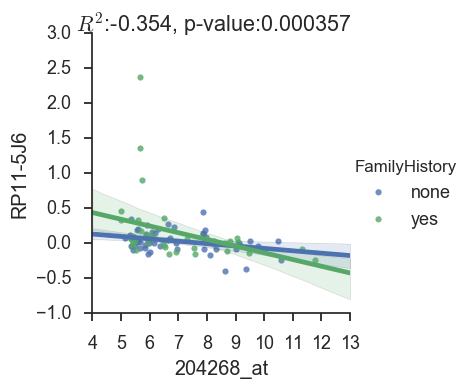 R²:-0.354, p-value:0.000357
3.0
2.5
2.0
1.5
1.0
0.5
0.0
−0.5
−1.0
RP11-5J6
4 5 6 7 8 9 10 11 12 13
204268_at
FamilyHistory
none
yes